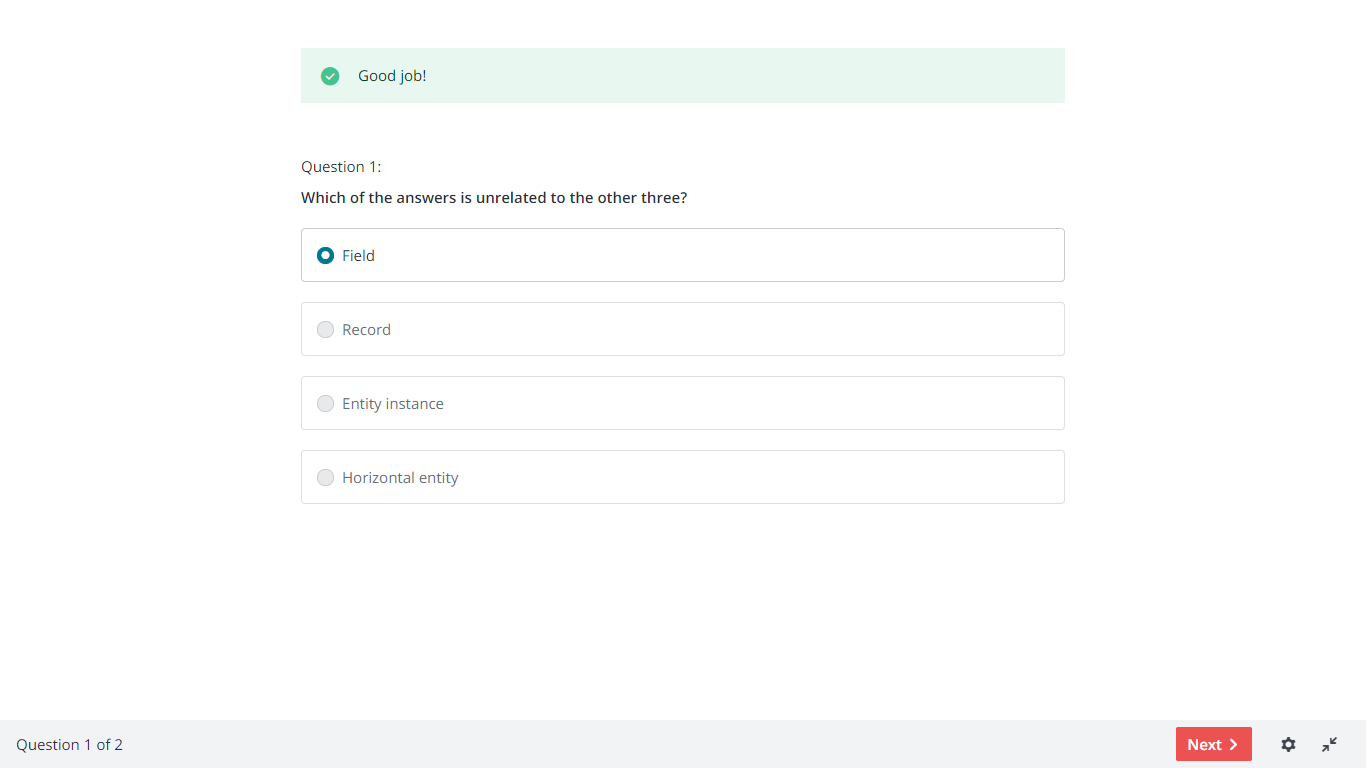 Good job!
Question 1:
Which of the answers is unrelated to the other three?
Field
Record
Entity instance
Horizontal entity
Question 1 of 2
Next